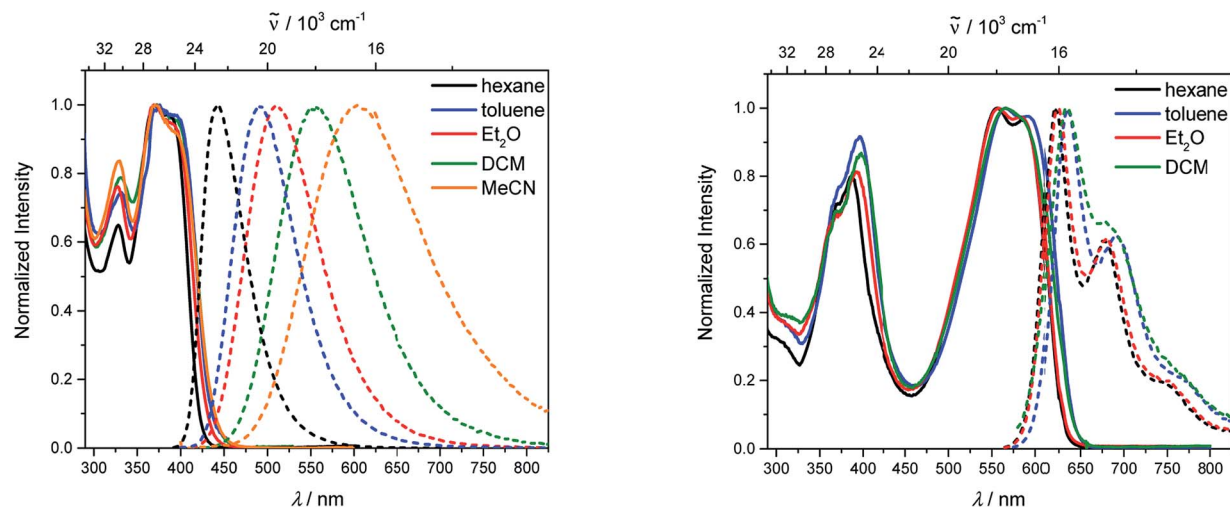 ṽ / 10³ cm⁻¹
32 28 24 20 16
Normalized Intensity
1.0
0.8
0.6
0.4
0.2
0.0
hexane
toluene
Et₂O
DCM
MeCN
300 350 400 450 500 550 600 650 700 750 800
λ / nm
ṽ / 10³ cm⁻¹
32 28 24 20 16
Normalized Intensity
1.0
0.8
0.6
0.4
0.2
0.0
hexane
toluene
Et₂O
DCM
300 350 400 450 500 550 600 650 700 750 800
λ / nm